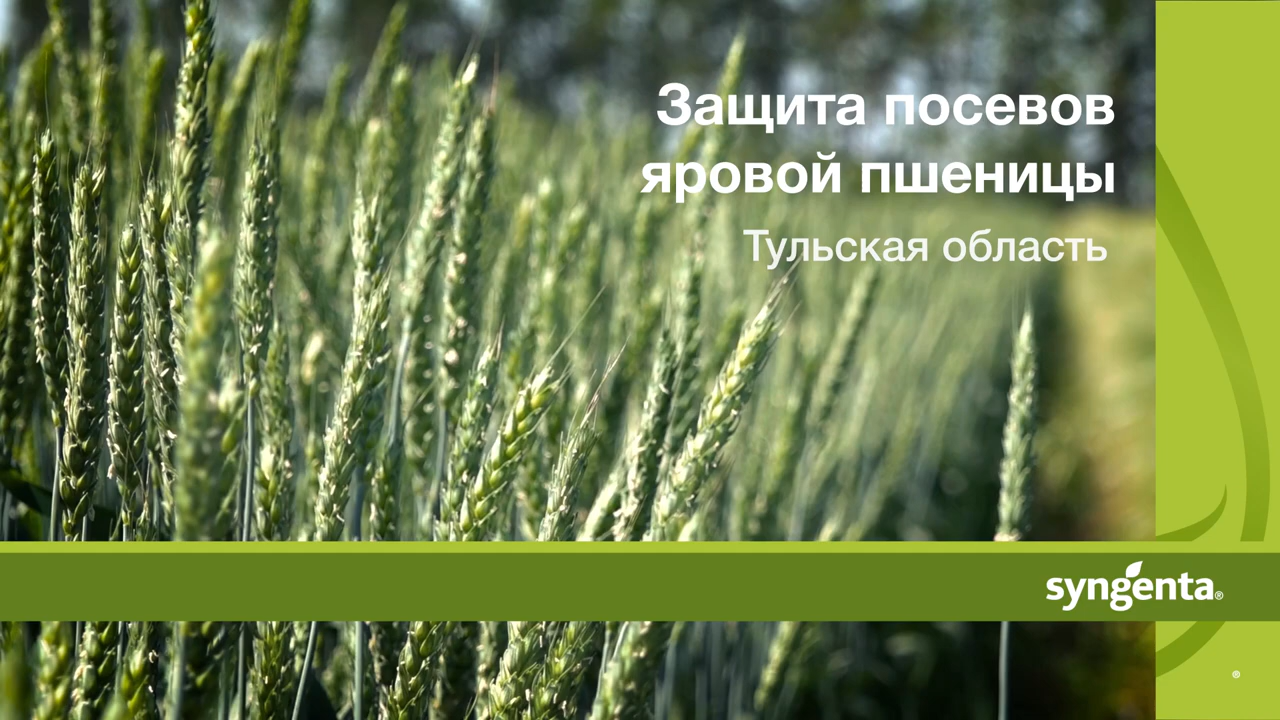 Защита посевов
яровой пшеницы
Тульская область
syngenta®
®